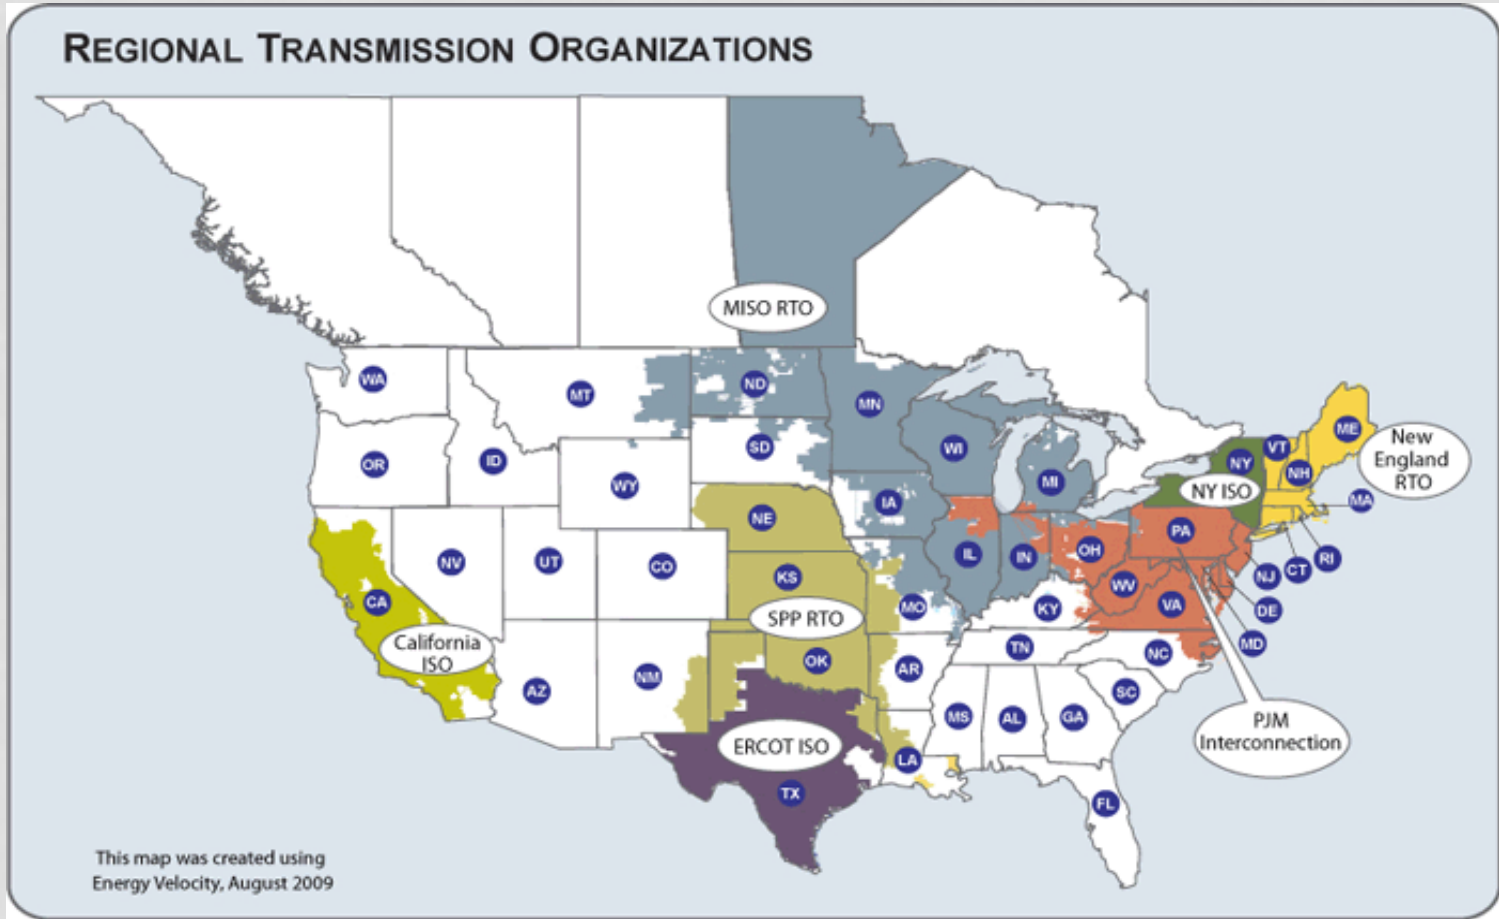 REGIONAL TRANSMISSION ORGANIZATIONS
MISO RTO
WA
MT
ND
MN
OR
ID
SD
WI
MI
NY
VT
NH
ME
New
England
RTO
NY ISO
MA
WY
IA
NE
PA
NV
UT
CO
KS
IL
IN
OH
WV
VA
NJ
CT
RI
DE
MD
CA
California
ISO
SPP RTO
MO
KY
OK
AR
TN
NC
AZ
NM
SC
MS
AL
GA
PJM
Interconnection
ERCOT ISO
LA
TX
FL
This map was created using
Energy Velocity, August 2009